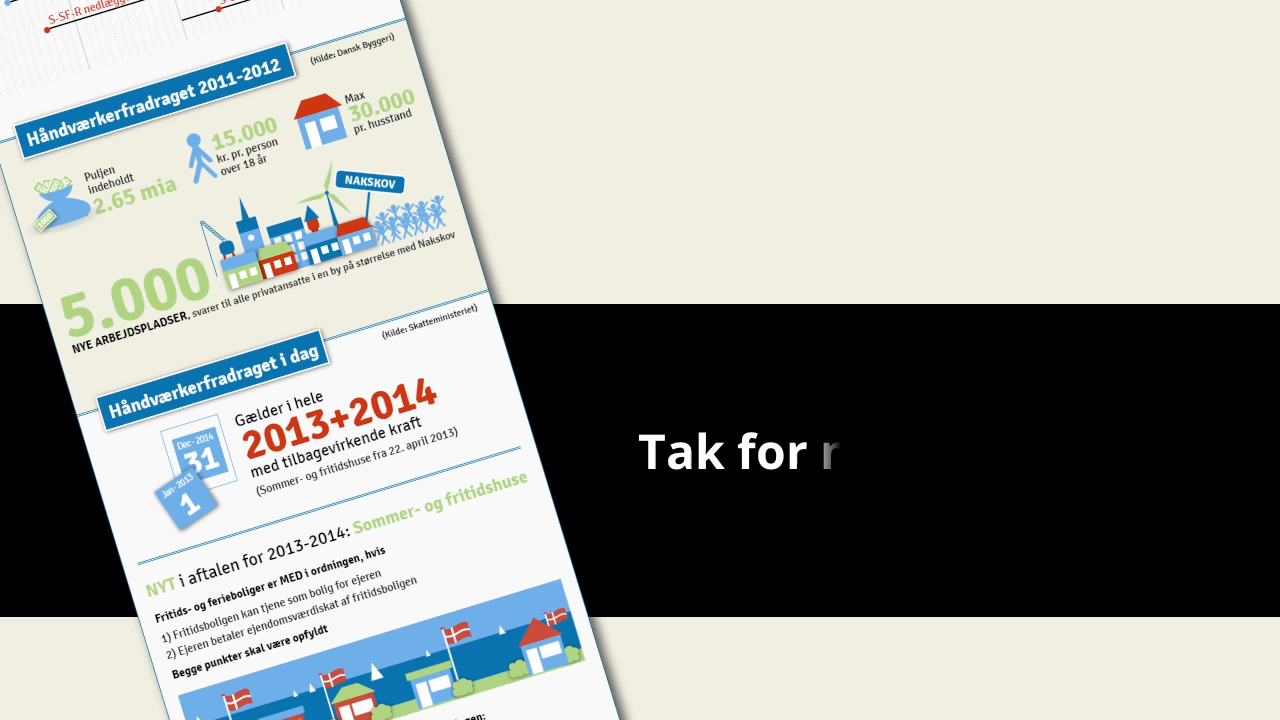 S-SF-R
Håndværkerfradraget 2011-2012
(Kilde: Dansk Byggeri)
Puljen
indeholdt
2.65 mia
15.000
kr. pr. person
over 18 år
Max
30.000
pr. husstand
NAKSKOV
1000
5.000
NYE ARBEJDSPLADSER, svarer til alle privatansatte i en by på størrelse med Nakskov
Håndværkerfradraget i dag
(Kilde: Skatteministeriet)
Dec · 2014
31
Jan · 2013
1
Gælder i hele
2013+2014
med tilbagevirkende kraft
(Sommer- og fritidshuse fra 22. april 2013)
NYT i aftalen for 2013-2014: Sommer- og fritidshuse
Fritids- og ferieboliger er MED i ordningen, hvis
1) Fritidsboligen kan tjene som bolig for ejeren
2) Ejeren betaler ejendomsværdiskat af fritidsboligen
Begge punkter skal være opfyldt
Tak for r